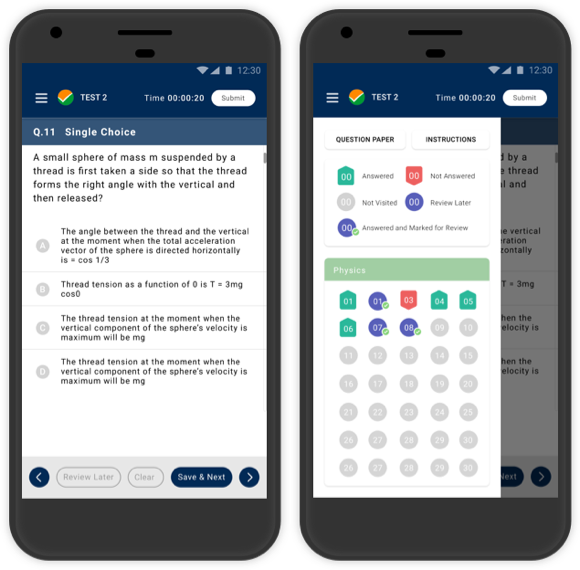 12:30
TEST 2
Time 00:00:20
Submit
Q.11 Single Choice
A small sphere of mass m suspended by a
thread is first taken a side so that the thread
forms the right angle with the vertical and
then released?
A
The angle between the thread and the vertical
at the moment when the total acceleration
vector of the sphere is directed horizontally
is = cos 1/3
B
Thread tension as a function of 0 is T = 3mg
cos0
C
The thread tension at the moment when the
vertical component of the sphere's velocity is
maximum will be mg
D
The thread tension at the moment when the
vertical component of the sphere's velocity is
maximum will be mg
Review Later
Clear
Save & Next
12:30
TEST 2
Time 00:00:20
Submit
QUESTION PAPER
INSTRUCTIONS
00 Answered
00 Not Answered
00 Not Visited
00 Review Later
00 Answered and Marked for Review
Physics
01 01 03 04 05
06 07 08 09 10
11 12 13 14 15
16 17 18 19 20
21 22 23 24 25
26 27 28 29 30
26 27 28 29 30
d by a
e thread
l and
e vertical
ration
zontally
T = 3mg
hen the
elocity is
hen the
elocity is
Next